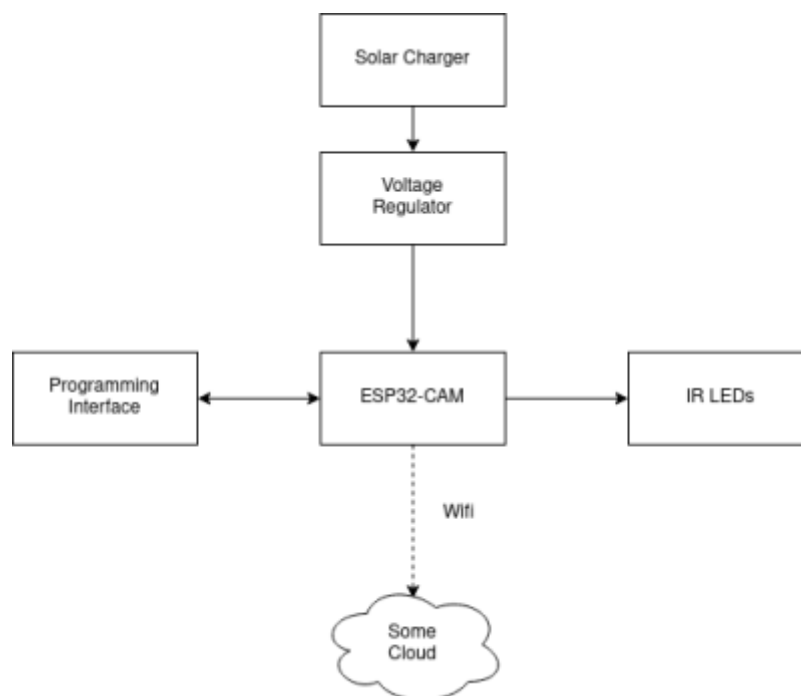 Solar Charger
Voltage
Regulator
Programming
Interface
ESP32-CAM
IR LEDs
Wifi
Some
Cloud